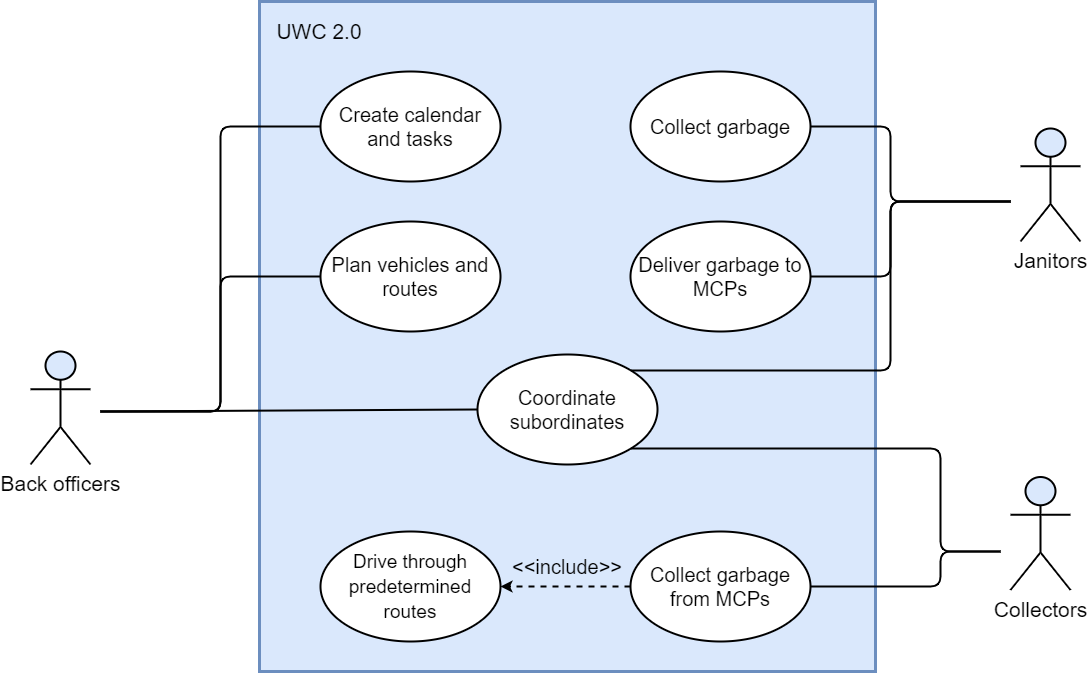 UWC 2.0
Create calendar
and tasks
Collect garbage
Plan vehicles and
routes
Deliver garbage to
MCPs
Janitors
Coordinate
subordinates
Back officers
Drive through
predetermined
routes
<<include>>
Collect garbage
from MCPs
Collectors